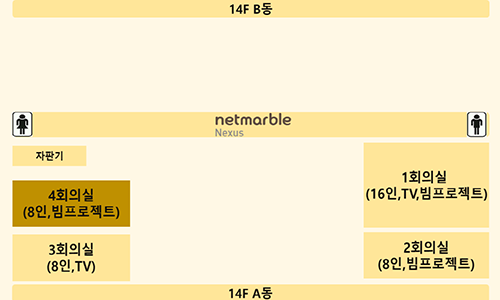 14F B동
netmarble
Nexus
자판기
4회의실
(8인,빔프로젝트)
3회의실
(8인,TV)
1회의실
(16인,TV,빔프로젝트)
2회의실
(8인,빔프로젝트)
14F A동